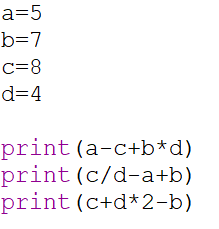 a=5
b=7
c=8
d=4
print(a-c+b*d)
print(c/d-a+b)
print(c+d*2-b)